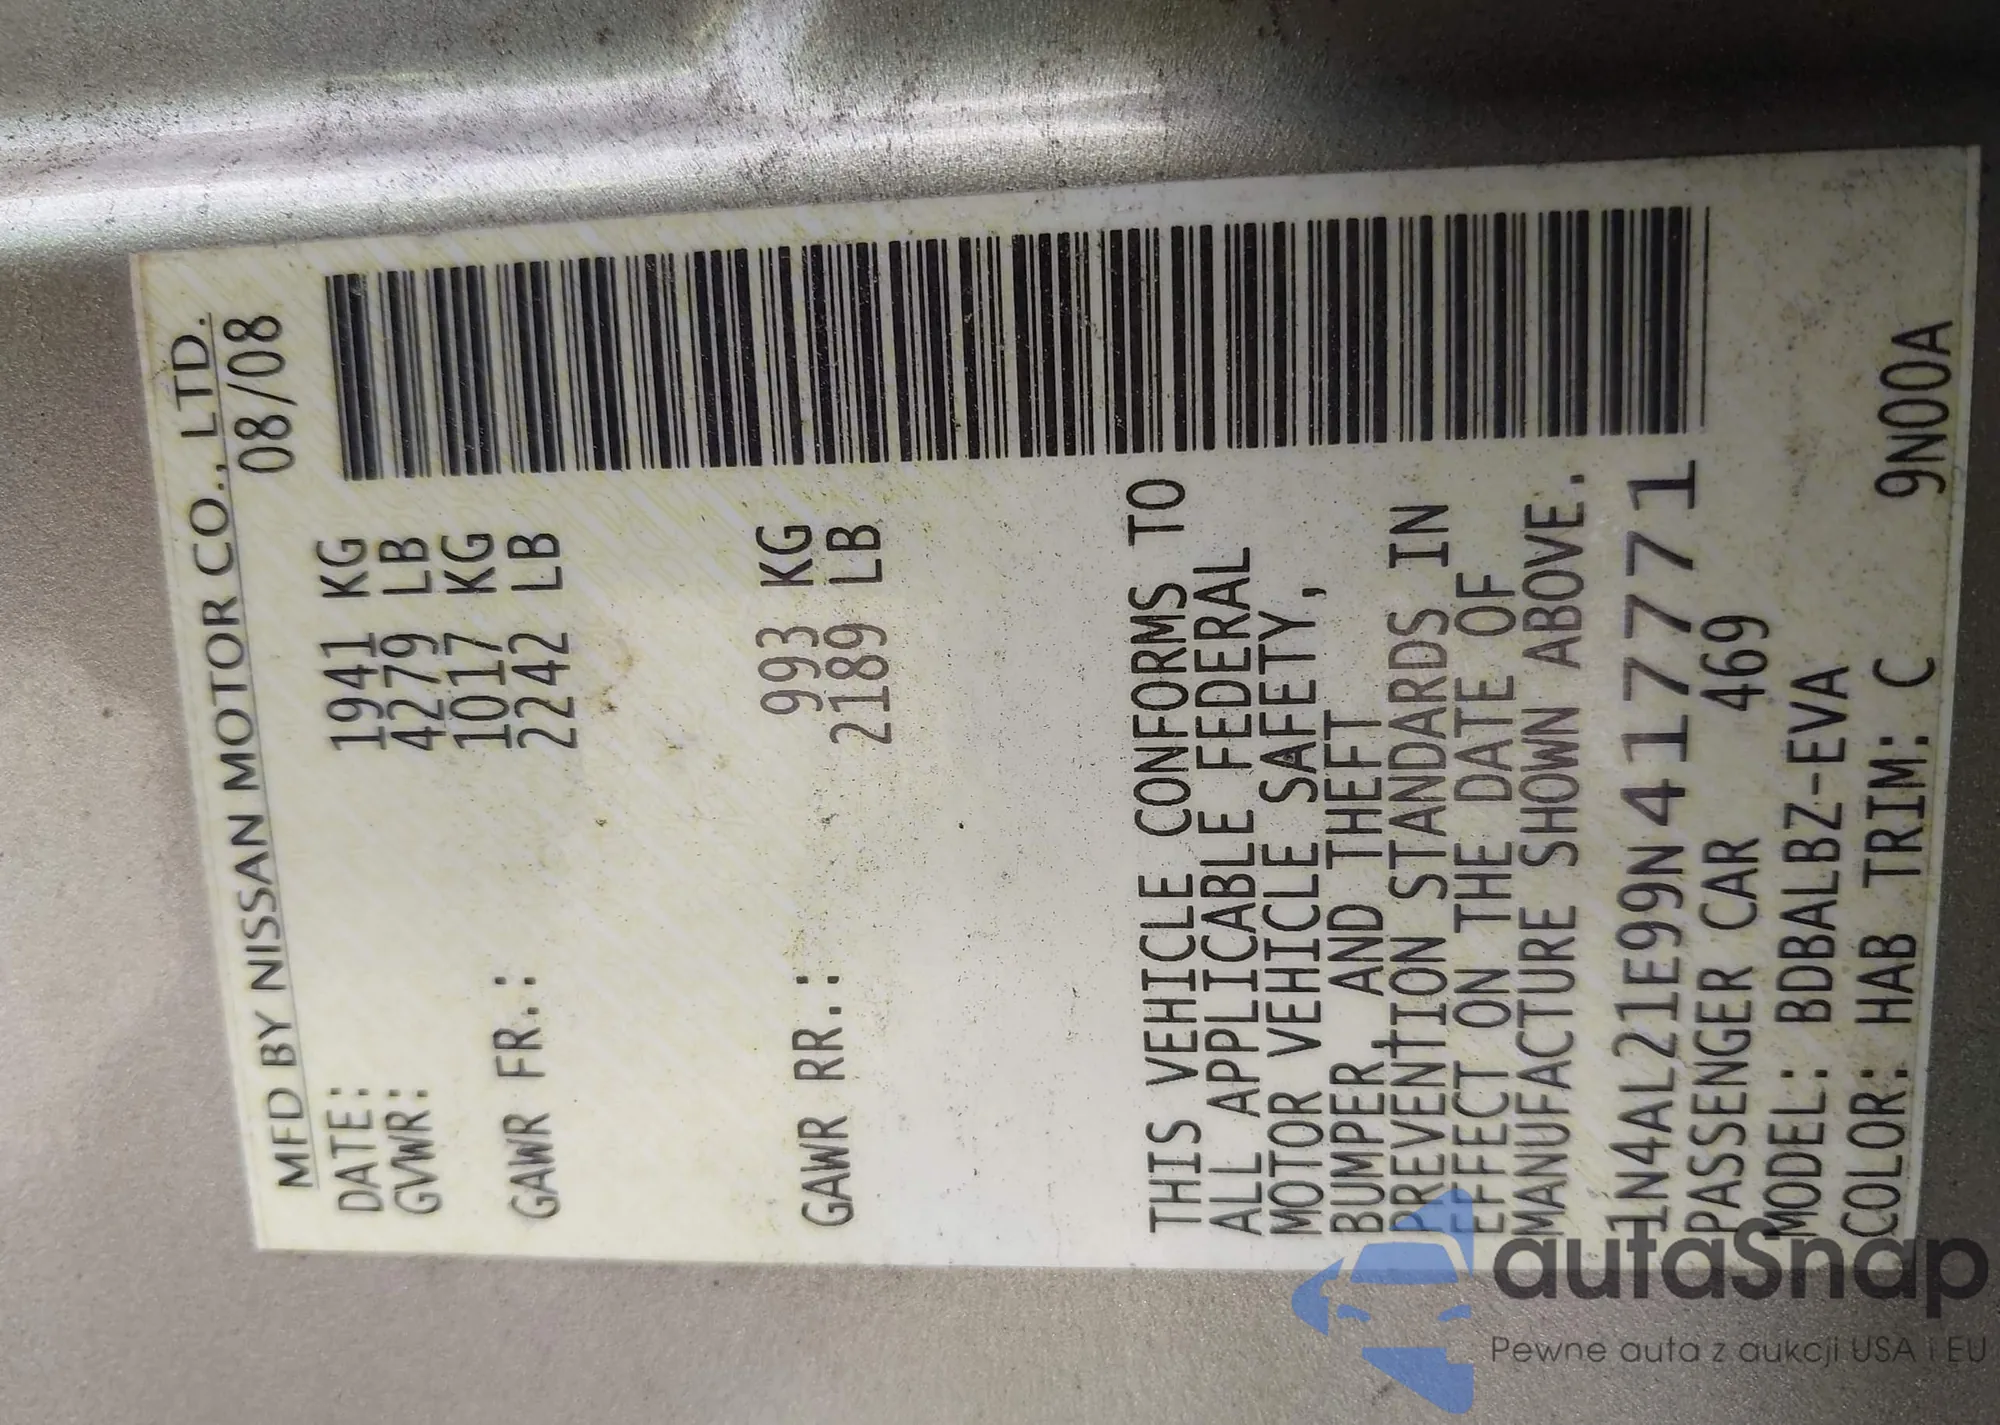 MFD BY NISSAN MOTOR CO., LTD.
DATE: 08/08
GVWR: 1941 KG
4279 LB
GAWR FR.: 1017 KG
2242 LB
GAWR RR.: 993 KG
2189 LB
THIS VEHICLE CONFORMS TO
ALL APPLICABLE FEDERAL
MOTOR VEHICLE SAFETY,
BUMPER, AND THEFT
PREVENTION STANDARDS IN
EFFECT ON THE DATE OF
MANUFACTURE SHOWN ABOVE.
1N4AL21E99N417771
PASSENGER CAR 469
MODEL: BDBALBZ-EVA
COLOR: HAB TRIM: C 9N00A
autaSnap
Pewne auta z aukcji USA i EU